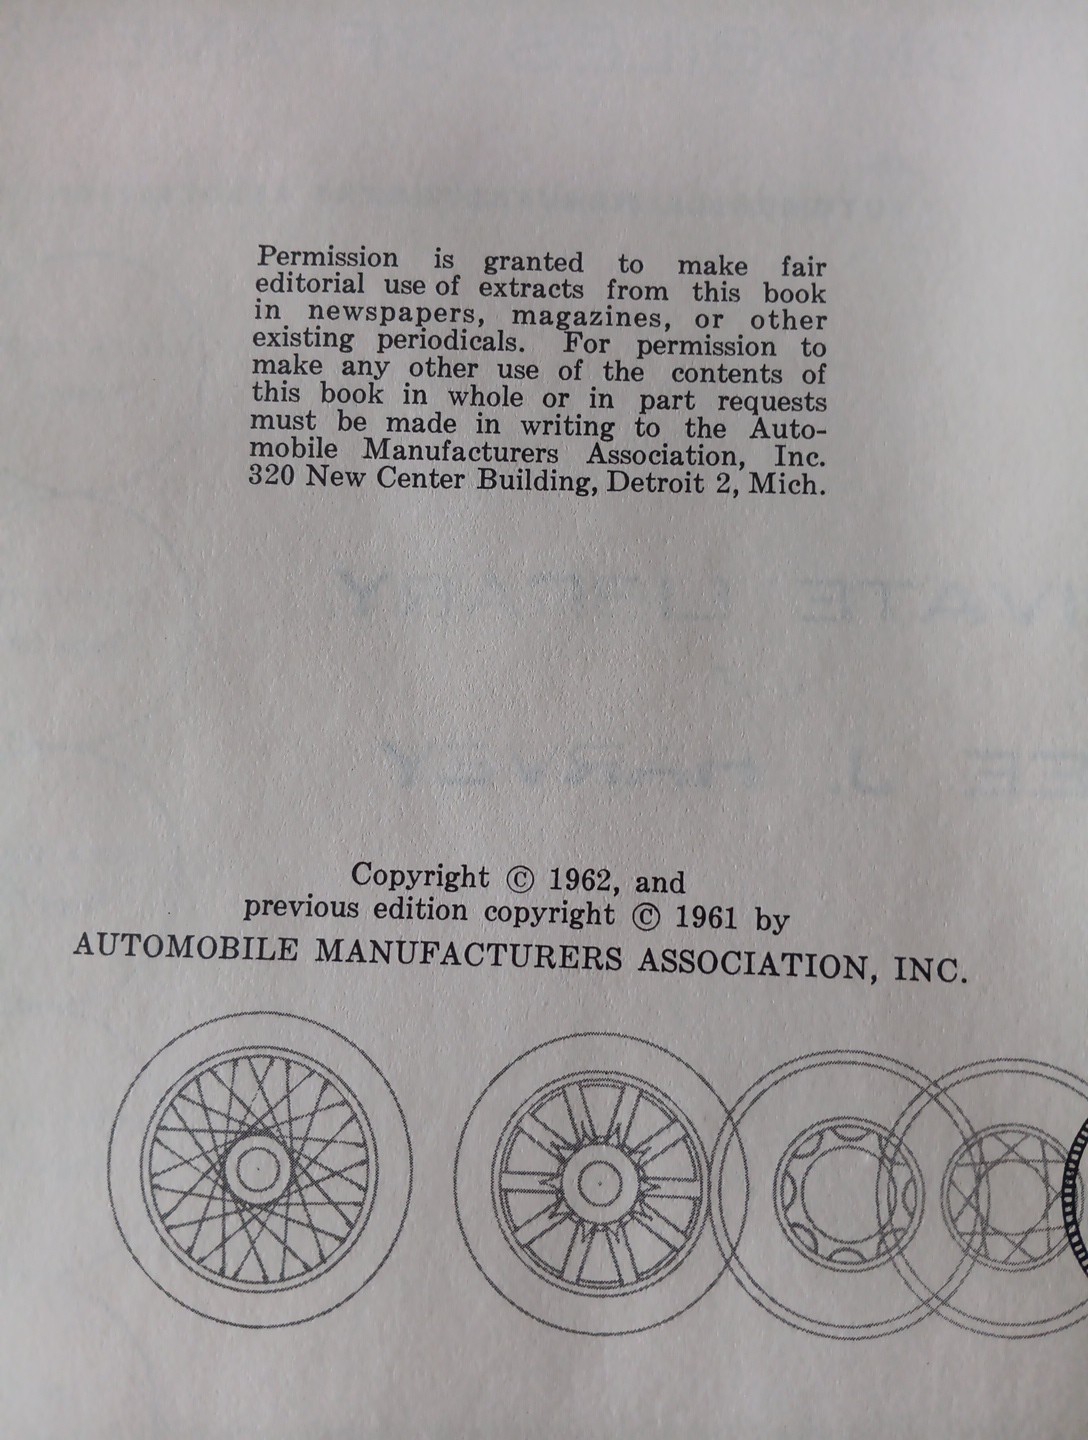 Permission is granted to make fair
editorial use of extracts from this book
in newspapers, magazines, or other
existing periodicals. For permission to
make any other use of the contents of
this book in whole or in part requests
must be made in writing to the Auto-
mobile Manufacturers Association, Inc.
320 New Center Building, Detroit 2, Mich.
Copyright © 1962, and
previous edition copyright © 1961 by
AUTOMOBILE MANUFACTURERS ASSOCIATION, INC.